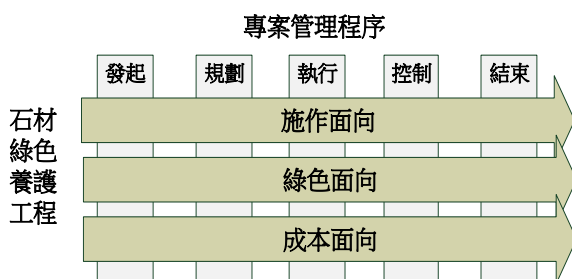 專案管理程序
發起 規劃 執行 控制 結束
石材
綠色
養護
工程
施作面向
綠色面向
成本面向